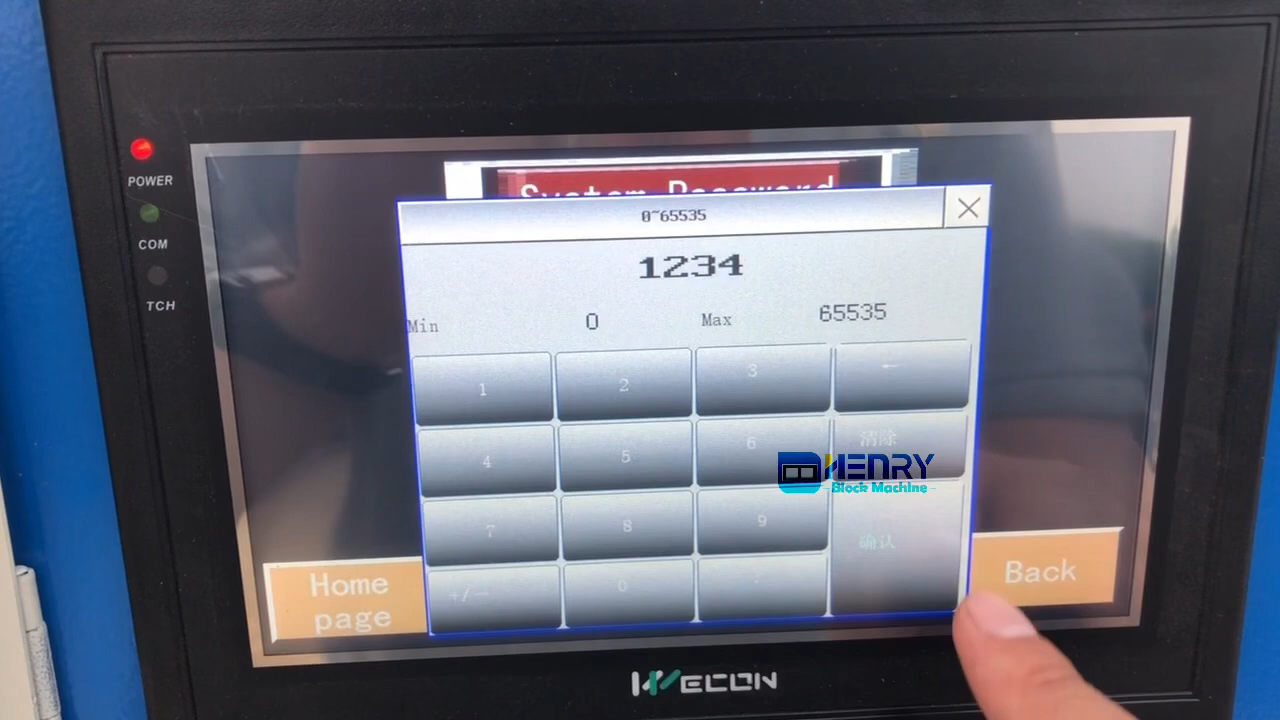 POWER
COM
TCH
System Password
0~65535
1234
Min 0 Max 65535
1 2 3 ←
4 5 6 清除
7 8 9 确认
+/- 0
HENRY
Block Machine
Home
page
Back
WECON